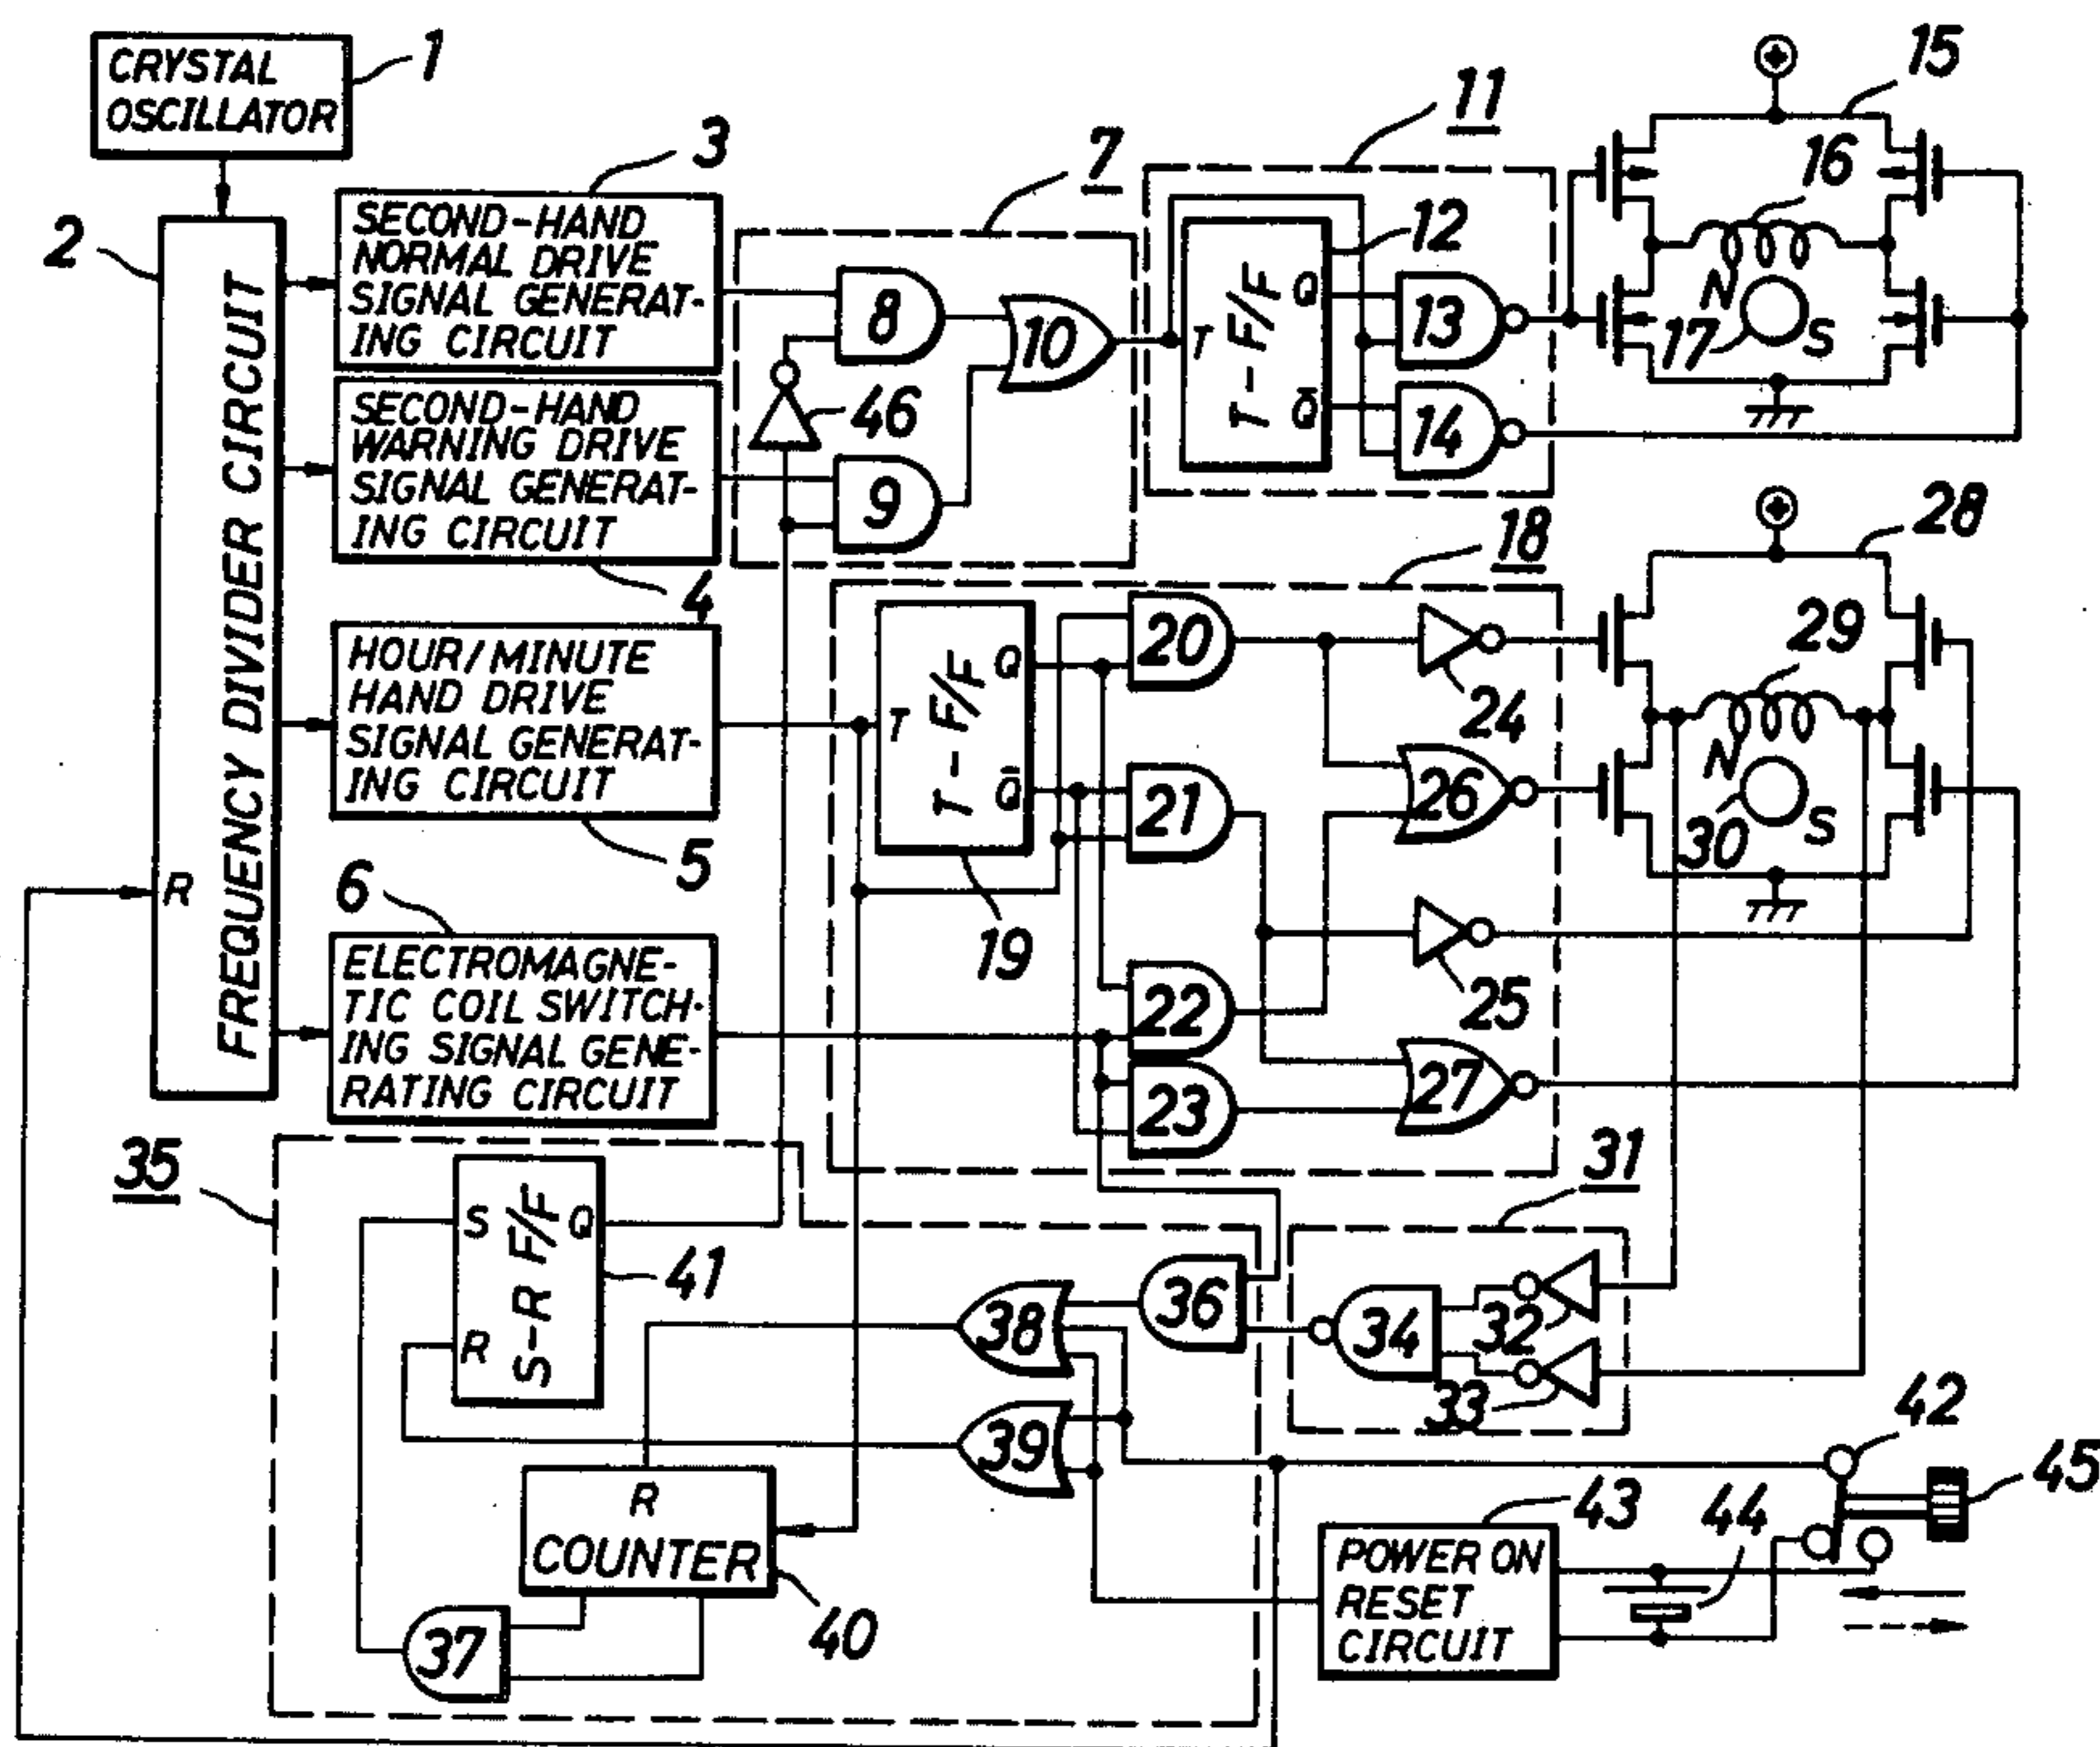 CRYSTAL
OSCILLATOR
1
2
FREQUENCY DIVIDER CIRCUIT
R
3
SECOND-HAND
NORMAL DRIVE
SIGNAL GENERAT-
ING CIRCUIT
SECOND-HAND
WARNING DRIVE
SIGNAL GENERAT-
ING CIRCUIT
4
HOUR/MINUTE
HAND DRIVE
SIGNAL GENERAT-
ING CIRCUIT
5
6
ELECTROMAGNE-
TIC COIL SWITCH-
ING SIGNAL GENE-
RATING CIRCUIT
7
8
9
10
46
11
12
T
T-F/F
Q
Q̄
13
14
15
16
17
N
S
18
19
T
T-F/F
Q
Q̄
20
21
22
23
24
25
26
27
28
29
30
N
S
31
32
33
34
35
S
R
S-R F/F
Q
41
36
38
39
R
COUNTER
40
37
42
43
POWER ON
RESET
CIRCUIT
44
45